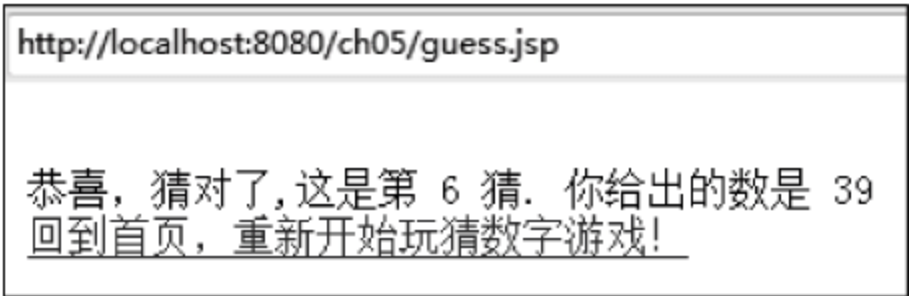 http://localhost:8080/ch05/guess.jsp
恭喜，猜对了,这是第 6 猜. 你给出的数是 39
回到首页，重新开始玩猜数字游戏!